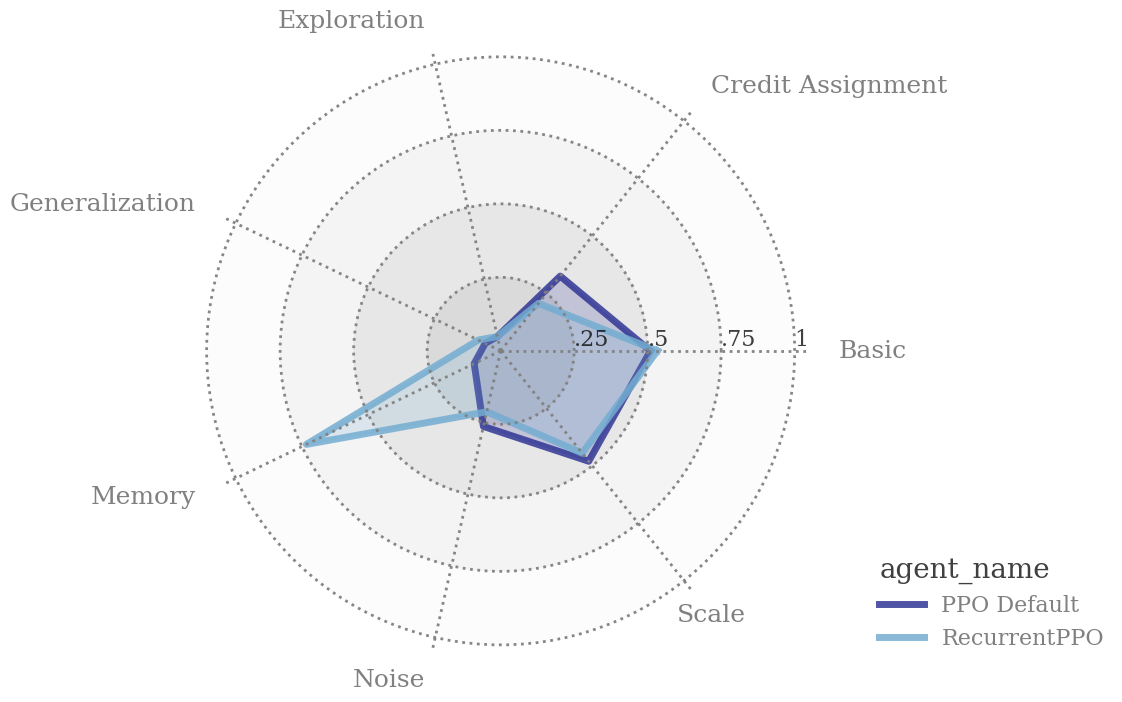 Exploration
Credit Assignment
Generalization
.25 .5 .75 1
Basic
Memory
Scale
Noise
agent_name
PPO Default
RecurrentPPO